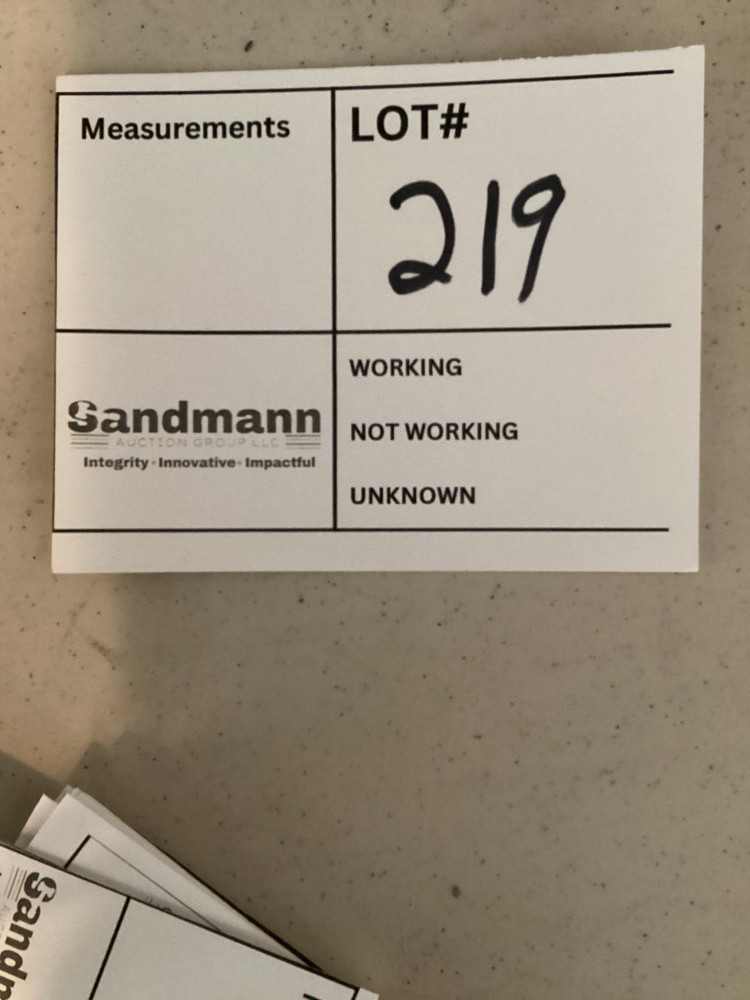 Measurements
LOT#
219
Sandmann
AUCTION GROUP LLC
Integrity · Innovative · Impactful
WORKING
NOT WORKING
UNKNOWN